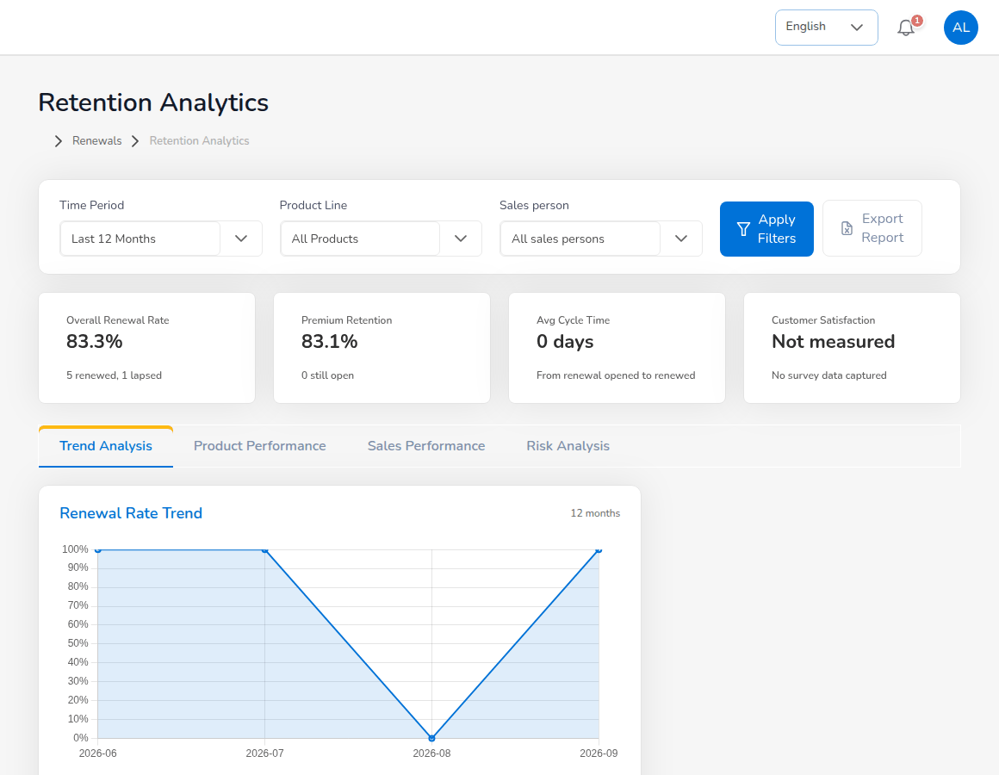 English
1
AL
Retention Analytics
Renewals
Retention Analytics
Time Period
Product Line
Sales person
Last 12 Months
All Products
All sales persons
Apply
Filters
Export
Report
Overall Renewal Rate
83.3%
5 renewed, 1 lapsed
Premium Retention
83.1%
0 still open
Avg Cycle Time
0 days
From renewal opened to renewed
Customer Satisfaction
Not measured
No survey data captured
Trend Analysis
Product Performance
Sales Performance
Risk Analysis
Renewal Rate Trend
12 months
100%
90%
80%
70%
60%
50%
40%
30%
20%
10%
0%
2026-06
2026-07
2026-08
2026-09